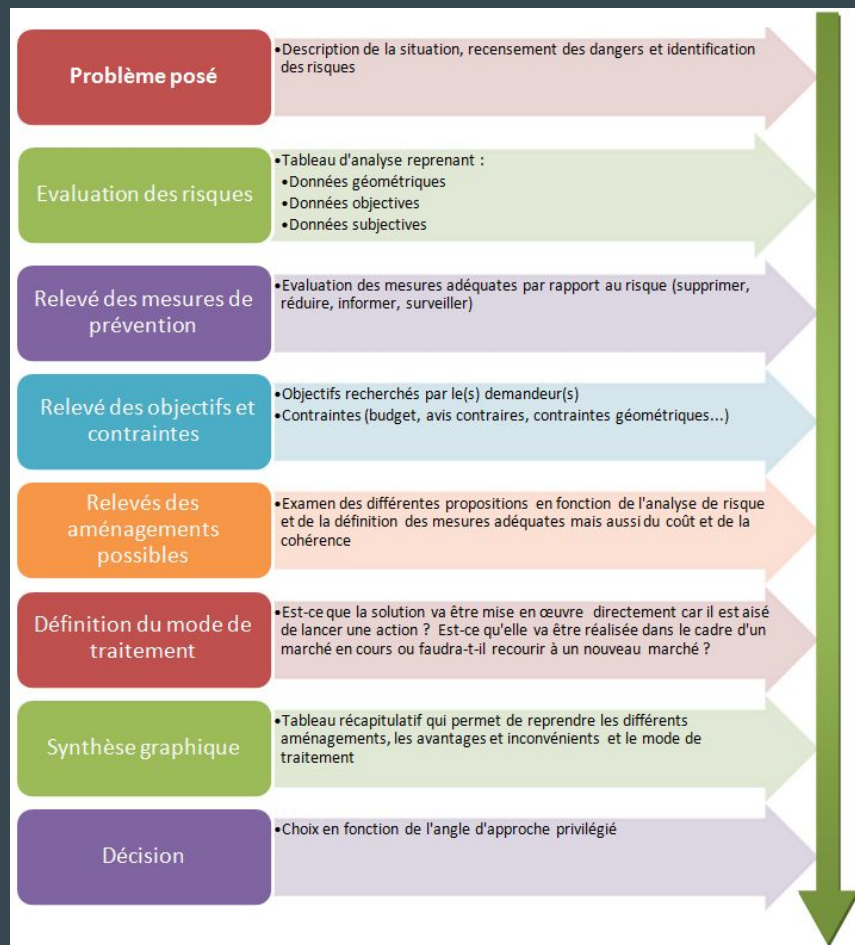 Problème posé
•Description de la situation, recensement des dangers et identification
des risques
Evaluation des risques
•Tableau d'analyse reprenant :
•Données géométriques
•Données objectives
•Données subjectives
Relevé des mesures de
prévention
•Evaluation des mesures adéquates par rapport au risque (supprimer,
réduire, informer, surveiller)
Relevé des objectifs et
contraintes
•Objectifs recherchés par le(s) demandeur(s)
•Contraintes (budget, avis contraires, contraintes géométriques...)
Relevés des
aménagements
possibles
•Examen des différentes propositions en fonction de l'analyse de risque
et de la définition des mesures adéquates mais aussi du coût et de la
cohérence
Définition du mode de
traitement
•Est-ce que la solution va être mise en œuvre directement car il est aisé
de lancer une action ? Est-ce qu'elle va être réalisée dans le cadre d'un
marché en cours ou faudra-t-il recourir à un nouveau marché ?
Synthèse graphique
•Tableau récapitulatif qui permet de reprendre les différents
aménagements, les avantages et inconvénients et le mode de
traitement
Décision
•Choix en fonction de l'angle d'approche privilégié